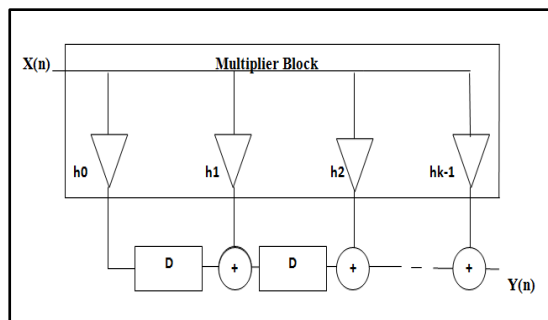 X(n) Multiplier Block
h0 h1 h2 hk-1
D + D + – +
Y(n)